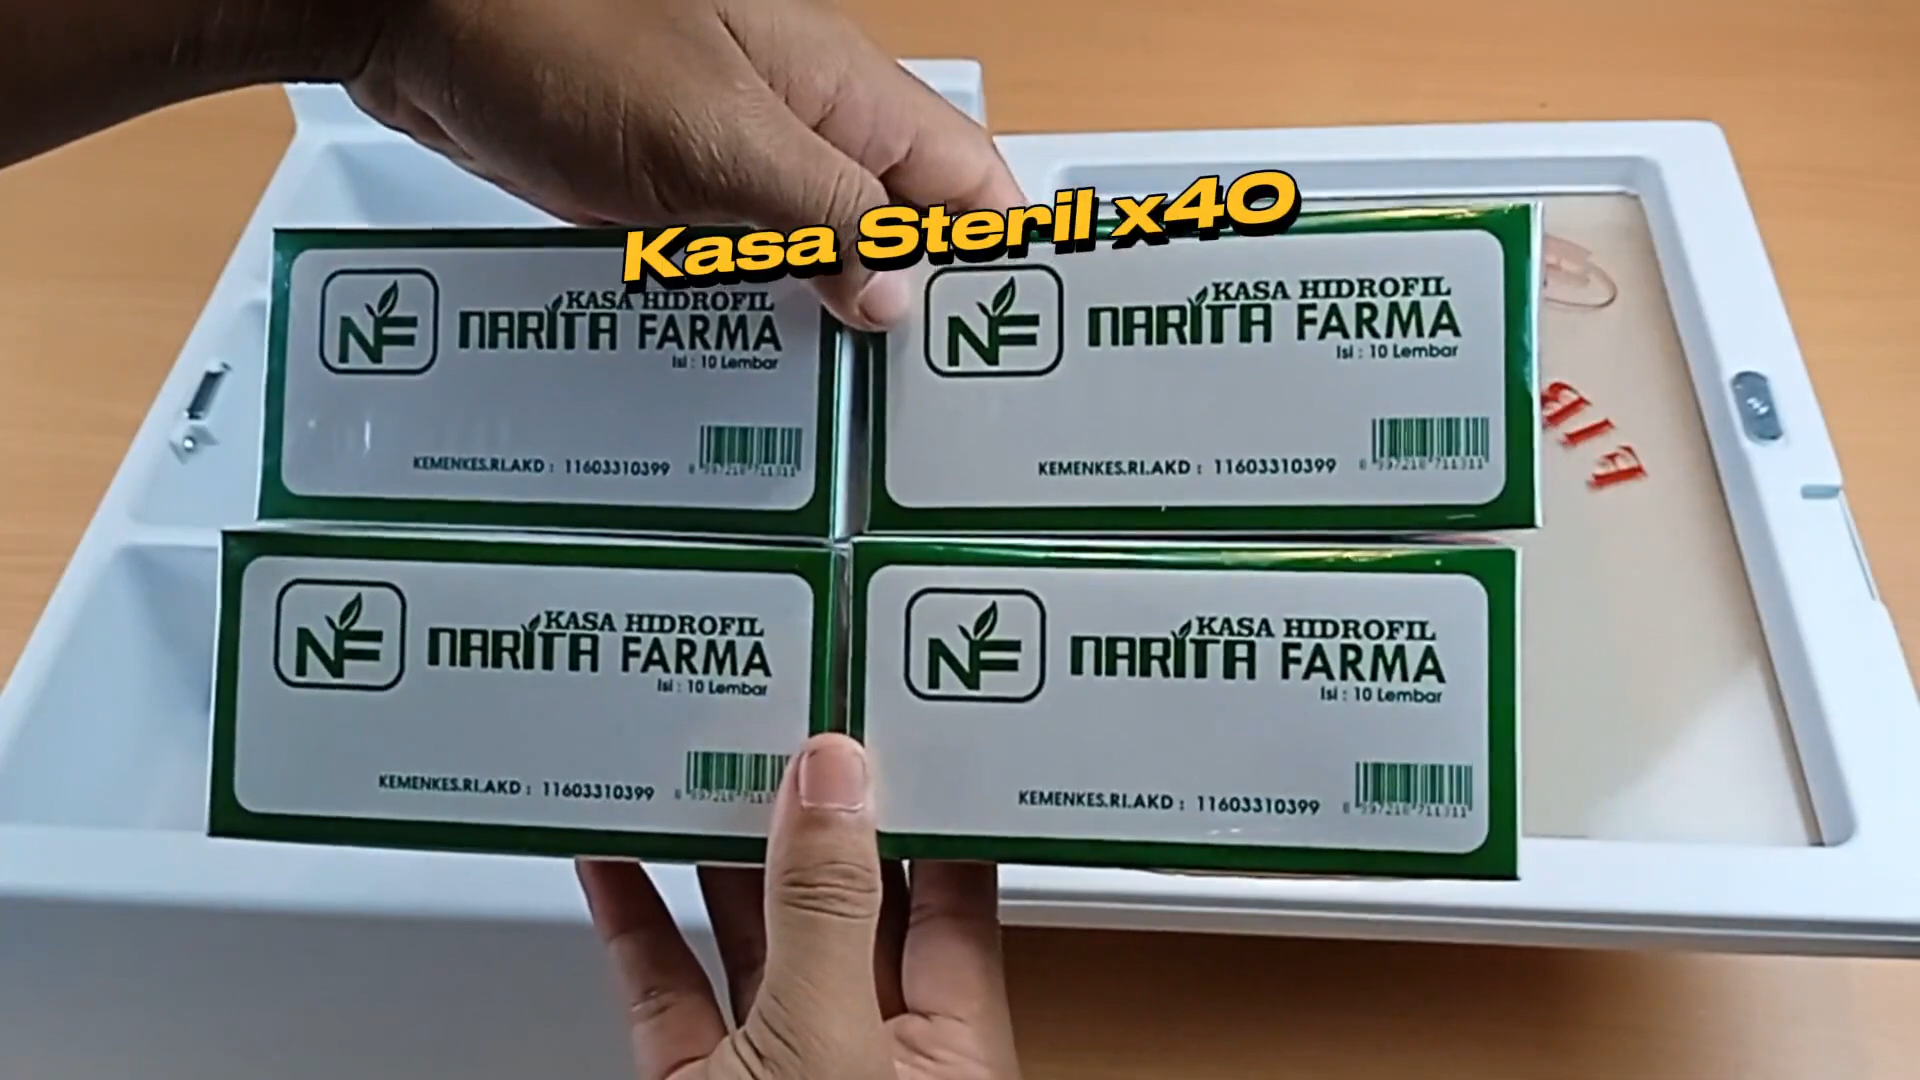 Kasa Steril x40
NF
KASA HIDROFIL
NARITA FARMA
Isi : 10 Lembar
KEMENKES.RI.AKD : 11603310399
NF
KASA HIDROFIL
NARITA FARMA
Isi : 10 Lembar
KEMENKES.RI.AKD : 11603310399
FIR
NF
KASA HIDROFIL
NARITA FARMA
Isi : 10 Lembar
KEMENKES.RI.AKD : 11603310399
NF
KASA HIDROFIL
NARITA FARMA
Isi : 10 Lembar
KEMENKES.RI.AKD : 11603310399